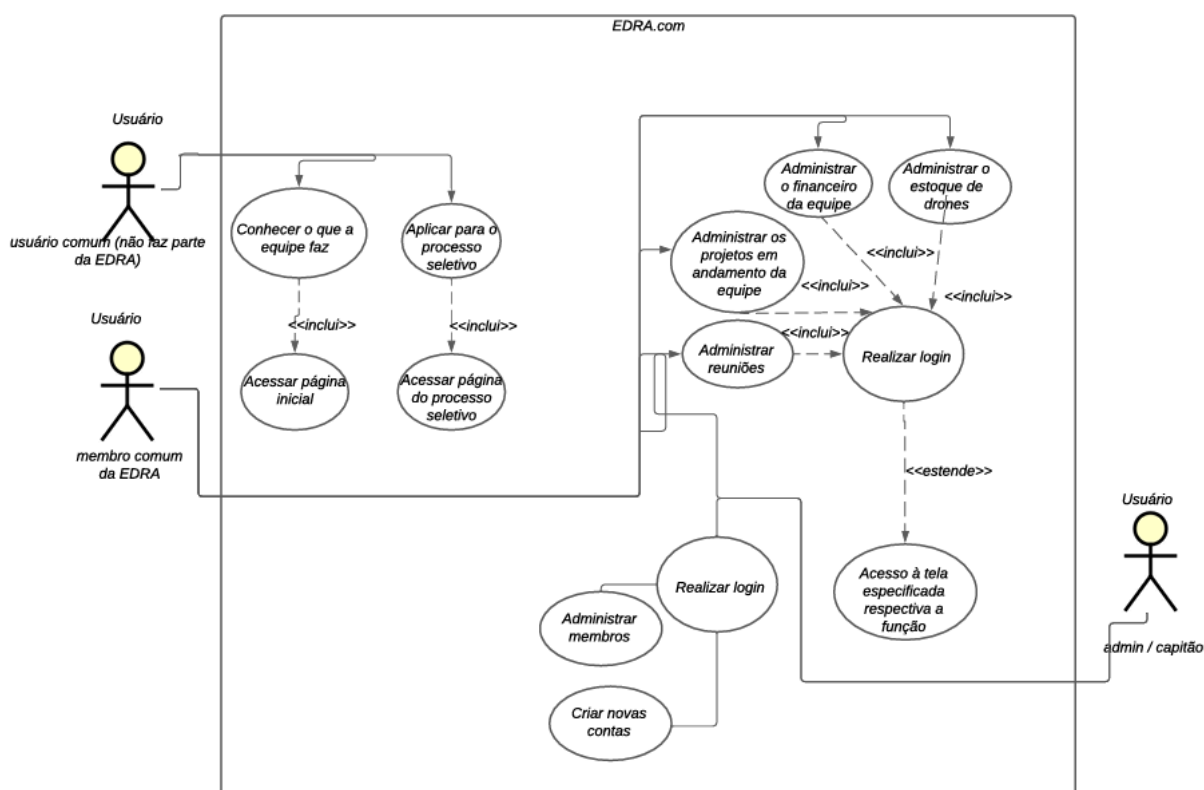 EDRA.com
Usuário
usuário comum (não faz parte
da EDRA)
Usuário
membro comum
da EDRA
Conhecer o que a
equipe faz
Aplicar para o
processo
seletivo
<<inclui>>
<<inclui>>
Acessar página
inicial
Acessar página
do processo
seletivo
Administrar
o financeiro
da equipe
Administrar o
estoque de
drones
Administrar os
projetos em
andamento da
equipe
<<inclui>>
<<inclui>>
<<inclui>>
<<inclui>>
Administrar
reuniões
Realizar login
<<estende>>
Acesso à tela
especificada
respectiva a
função
Realizar login
Administrar
membros
Criar novas
contas
Usuário
admin / capitão